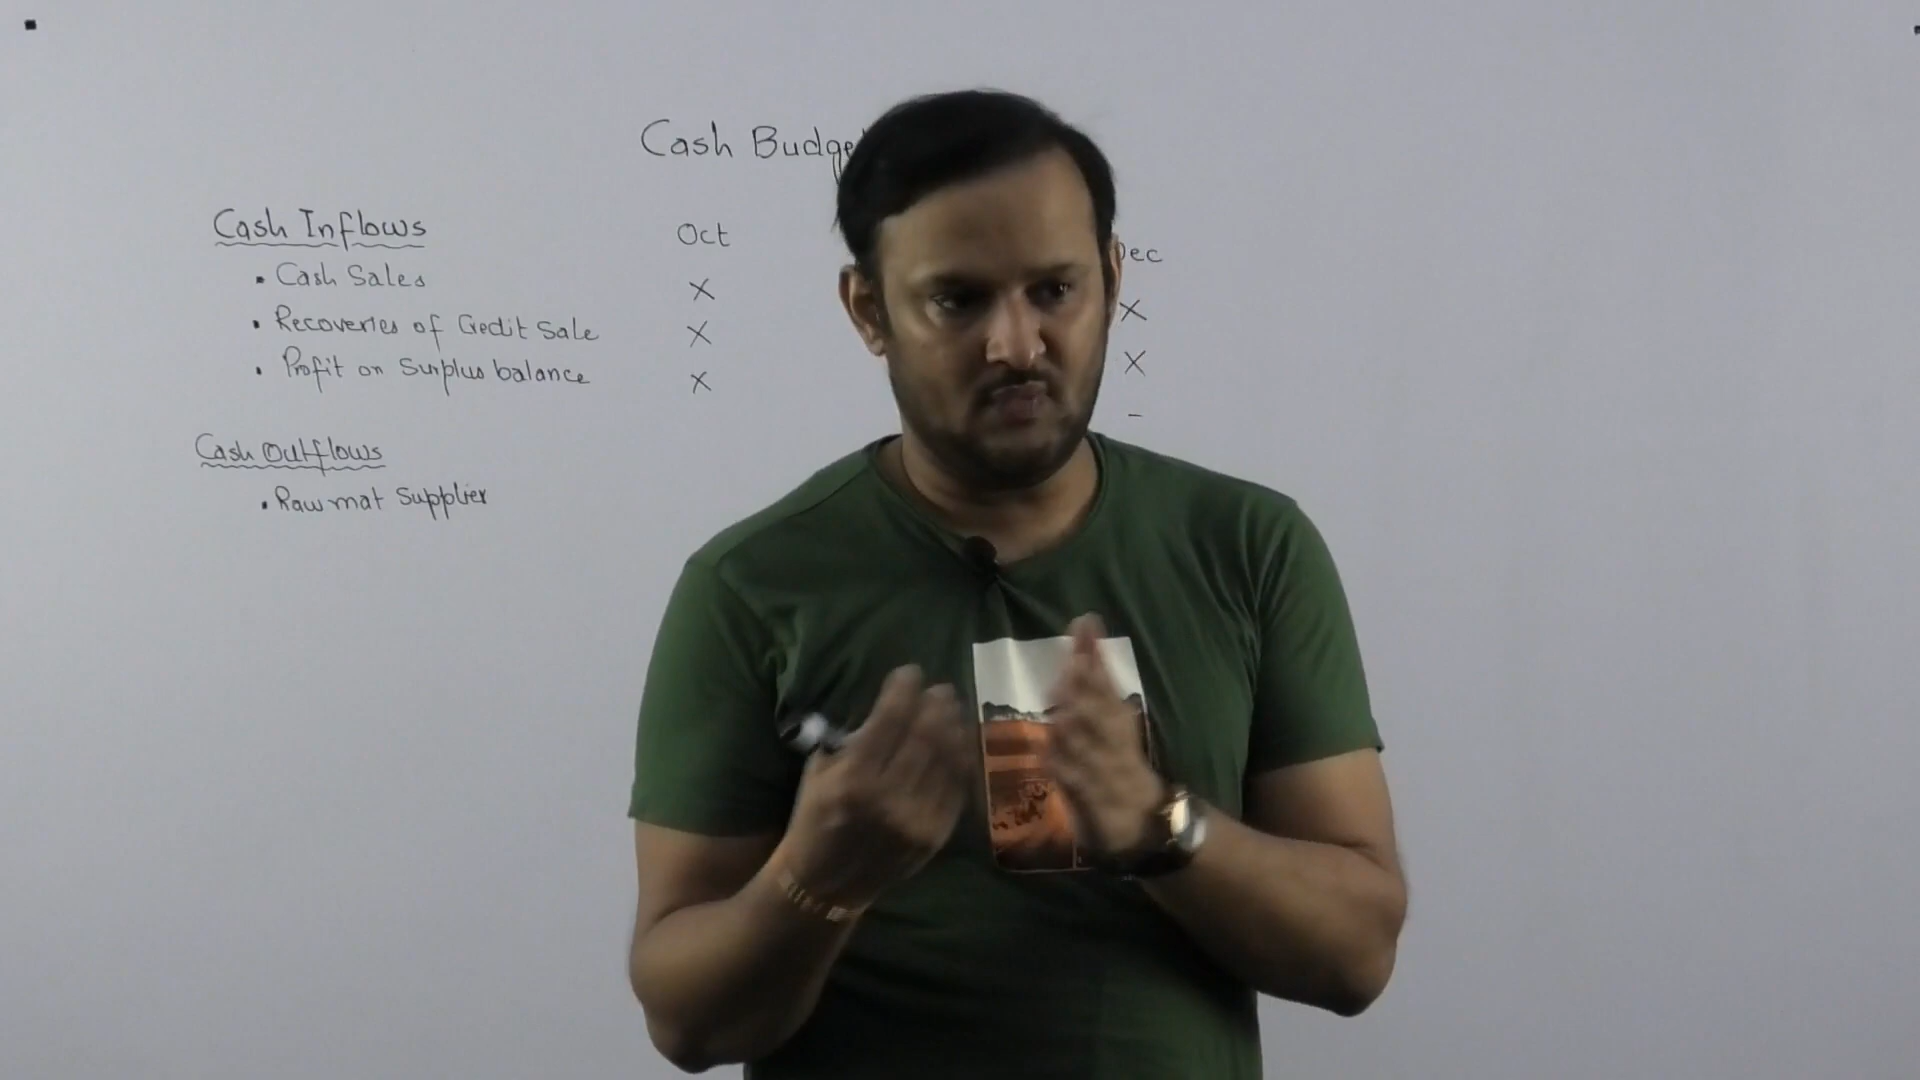 Cash Budge
Cash Inflows Oct Dec
• Cash Sales X X
• Recoveries of Credit Sale X X
• Profit on Surplus balance X -
Cash Outflows
• Raw mat Supplier